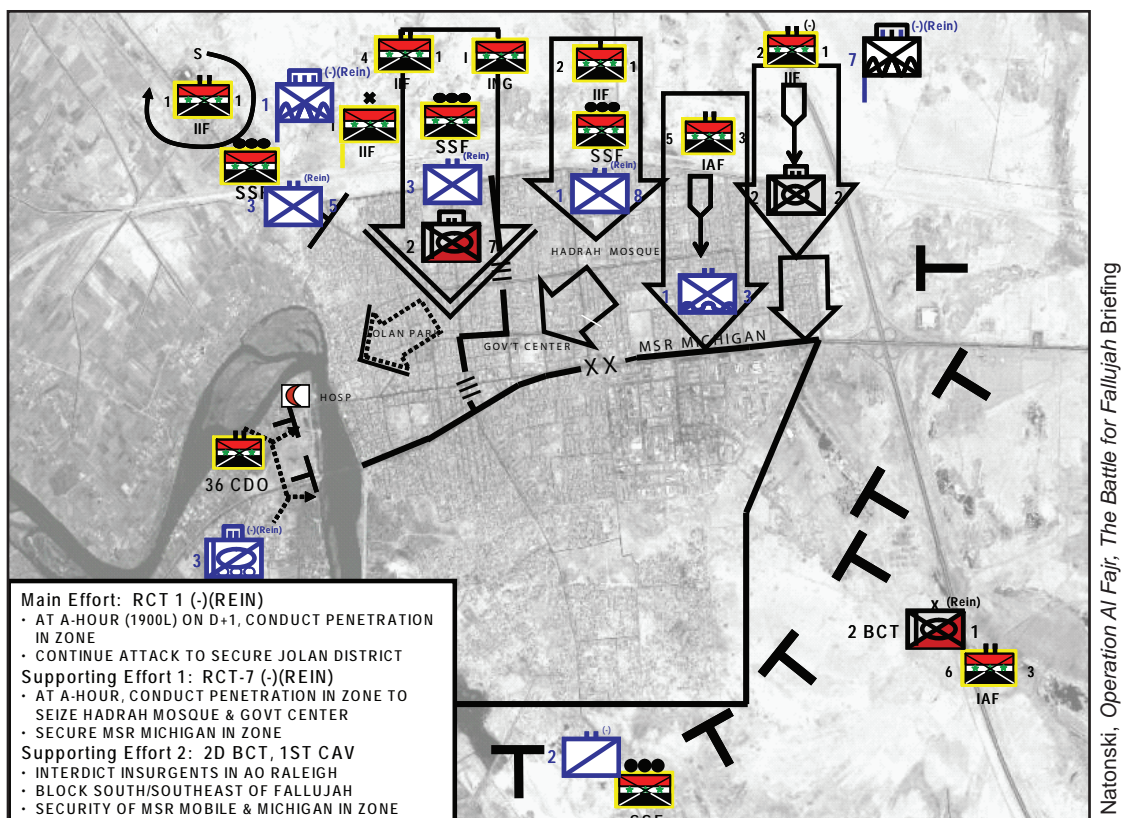 S
1
1
IIF
SSF
3
5
(Rein)
1
(-)(Rein)
IIF
4
1
IIF
I
ING
SSF
3
(Rein)
2
7
2
1
IIF
SSF
(Rein)
1
8
5
3
IAF
1
3
2
(-)
1
IIF
2
2
7
(-)(Rein)
HADRAH MOSQUE
GOV'T CENTER
MSR MICHIGAN
XX
HOSP
36 CDO
3
(-)(Rein)
x (Rein)
2 BCT
1
6
3
IAF
2
(-)
Main Effort: RCT 1 (-)(REIN)
• AT A-HOUR (1900L) ON D+1, CONDUCT PENETRATION
IN ZONE
• CONTINUE ATTACK TO SECURE JOLAN DISTRICT
Supporting Effort 1: RCT-7 (-)(REIN)
• AT A-HOUR, CONDUCT PENETRATION IN ZONE TO
SEIZE HADRAH MOSQUE & GOVT CENTER
• SECURE MSR MICHIGAN IN ZONE
Supporting Effort 2: 2D BCT, 1ST CAV
• INTERDICT INSURGENTS IN AO RALEIGH
• BLOCK SOUTH/SOUTHEAST OF FALLUJAH
• SECURITY OF MSR MOBILE & MICHIGAN IN ZONE
Natonski, Operation Al Fajr, The Battle for Fallujah Briefing